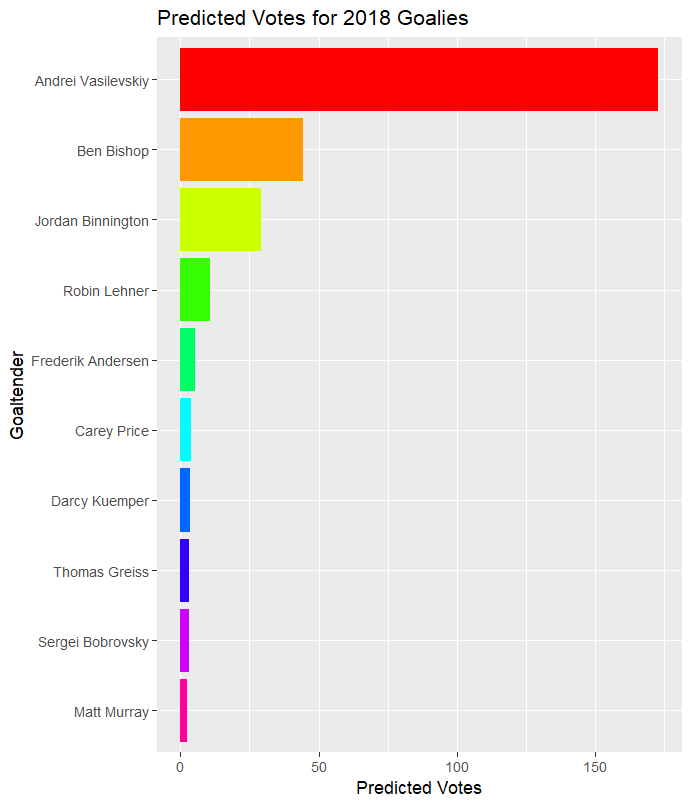 Predicted Votes for 2018 Goalies
Goaltender
Andrei Vasilevskiy
Ben Bishop
Jordan Binnington
Robin Lehner
Frederik Andersen
Carey Price
Darcy Kuemper
Thomas Greiss
Sergei Bobrovsky
Matt Murray
0 50 100 150
Predicted Votes